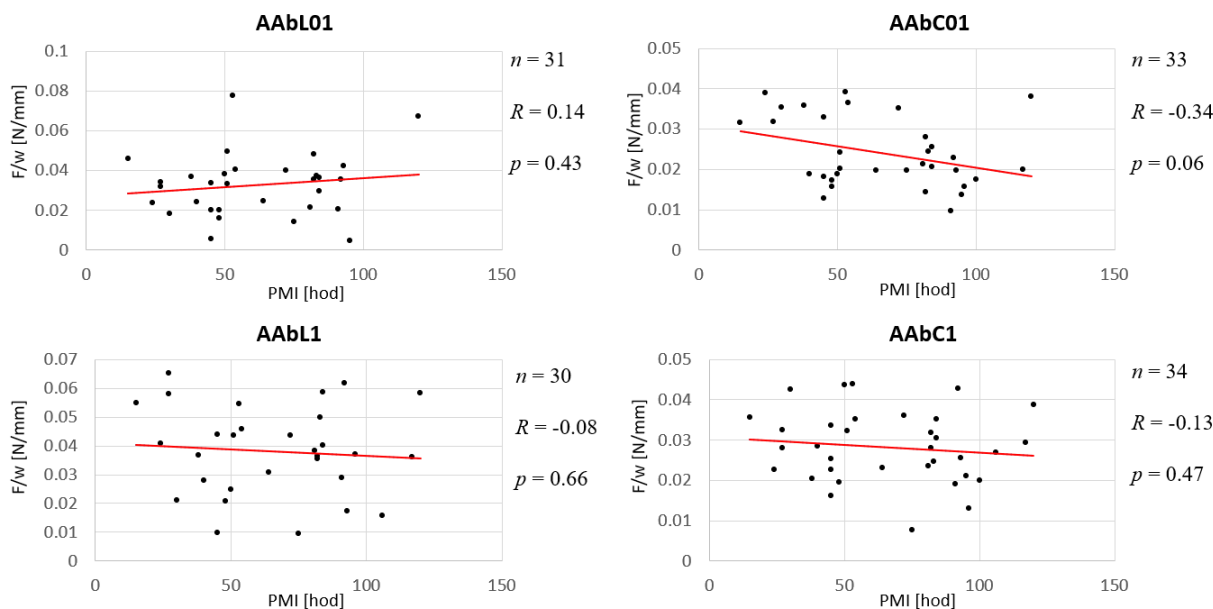 AAbL01
0.1
0.08
0.06
0.04
0.02
0
F/w [N/mm]
0 50 100 150
PMI [hod]
n = 31
R = 0.14
p = 0.43
AAbC01
0.05
0.04
0.03
0.02
0.01
0
F/w [N/mm]
0 50 100 150
PMI [hod]
n = 33
R = -0.34
p = 0.06
AAbL1
0.07
0.06
0.05
0.04
0.03
0.02
0.01
0
F/w [N/mm]
0 50 100 150
PMI [hod]
n = 30
R = -0.08
p = 0.66
AAbC1
0.05
0.04
0.03
0.02
0.01
0
F/w [N/mm]
0 50 100 150
PMI [hod]
n = 34
R = -0.13
p = 0.47